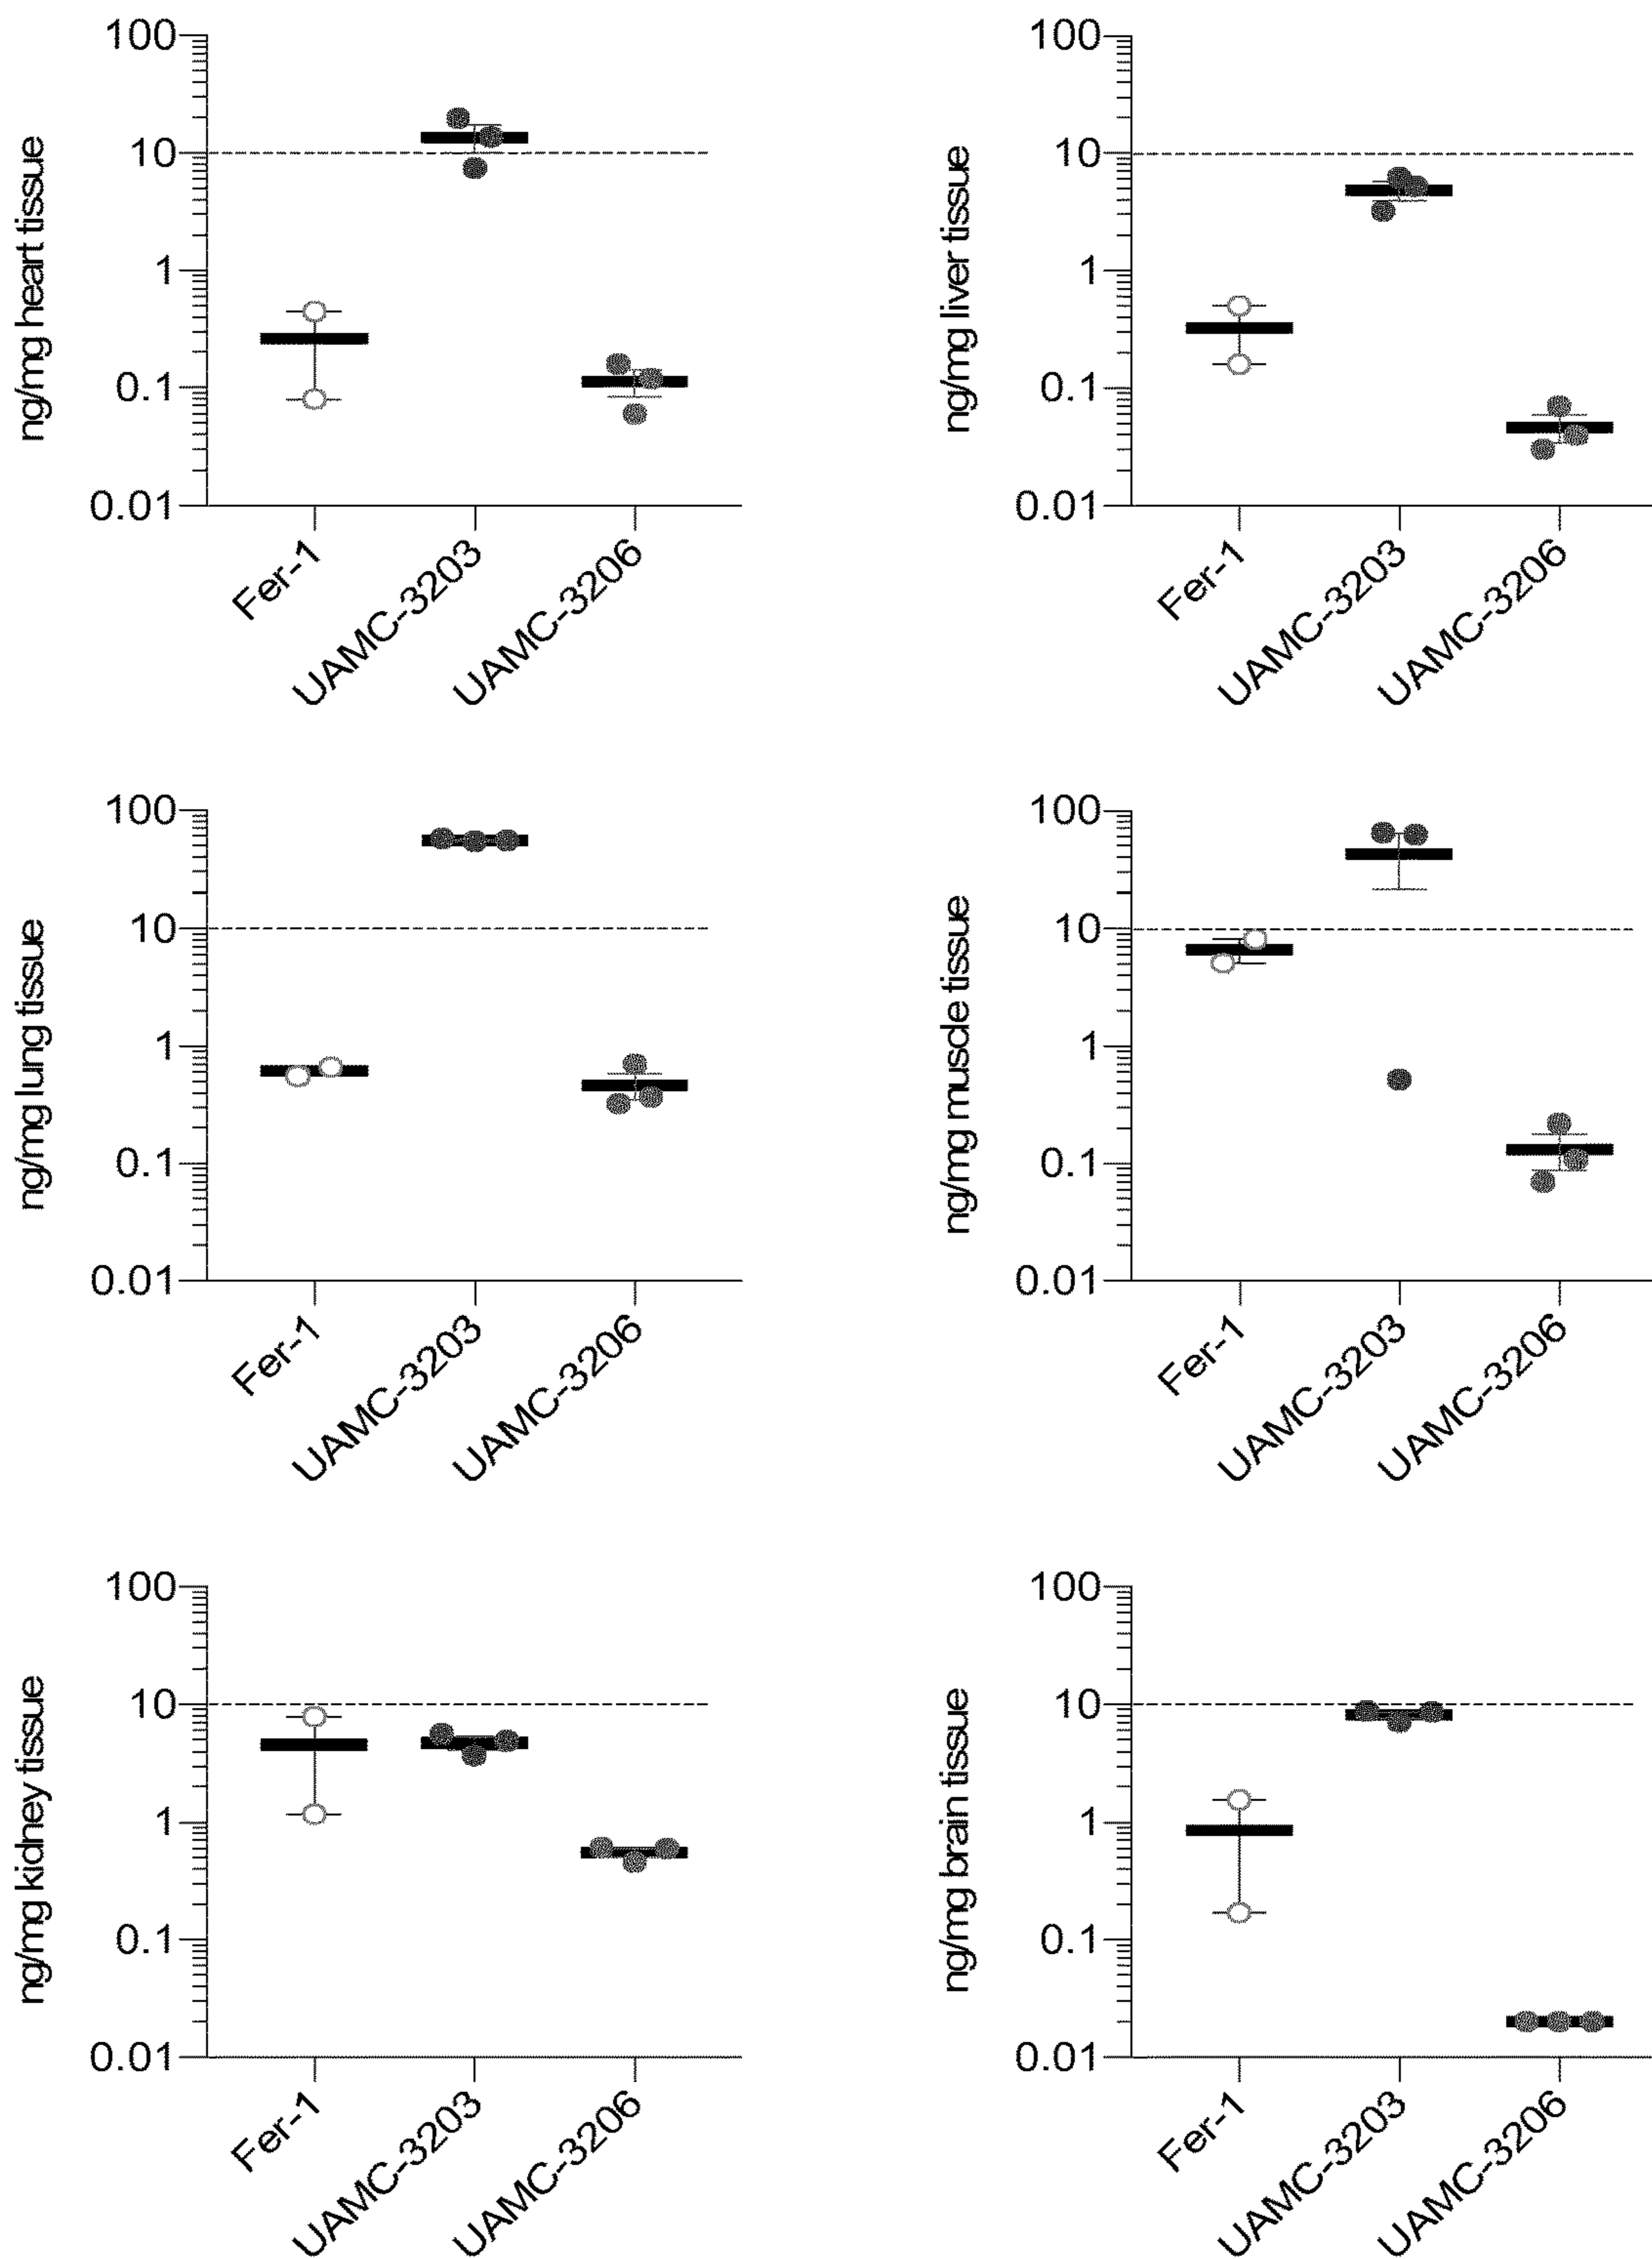 ng/mg heart tissue
100
10
1
0.1
0.01
Fer-1
UAMC-3203
UAMC-3206
ng/mg liver tissue
100
10
1
0.1
0.01
Fer-1
UAMC-3203
UAMC-3206
ng/mg lung tissue
100
10
1
0.1
0.01
Fer-1
UAMC-3203
UAMC-3206
ng/mg muscle tissue
100
10
1
0.1
0.01
Fer-1
UAMC-3203
UAMC-3206
ng/mg kidney tissue
100
10
1
0.1
0.01
Fer-1
UAMC-3203
UAMC-3206
ng/mg brain tissue
100
10
1
0.1
0.01
Fer-1
UAMC-3203
UAMC-3206